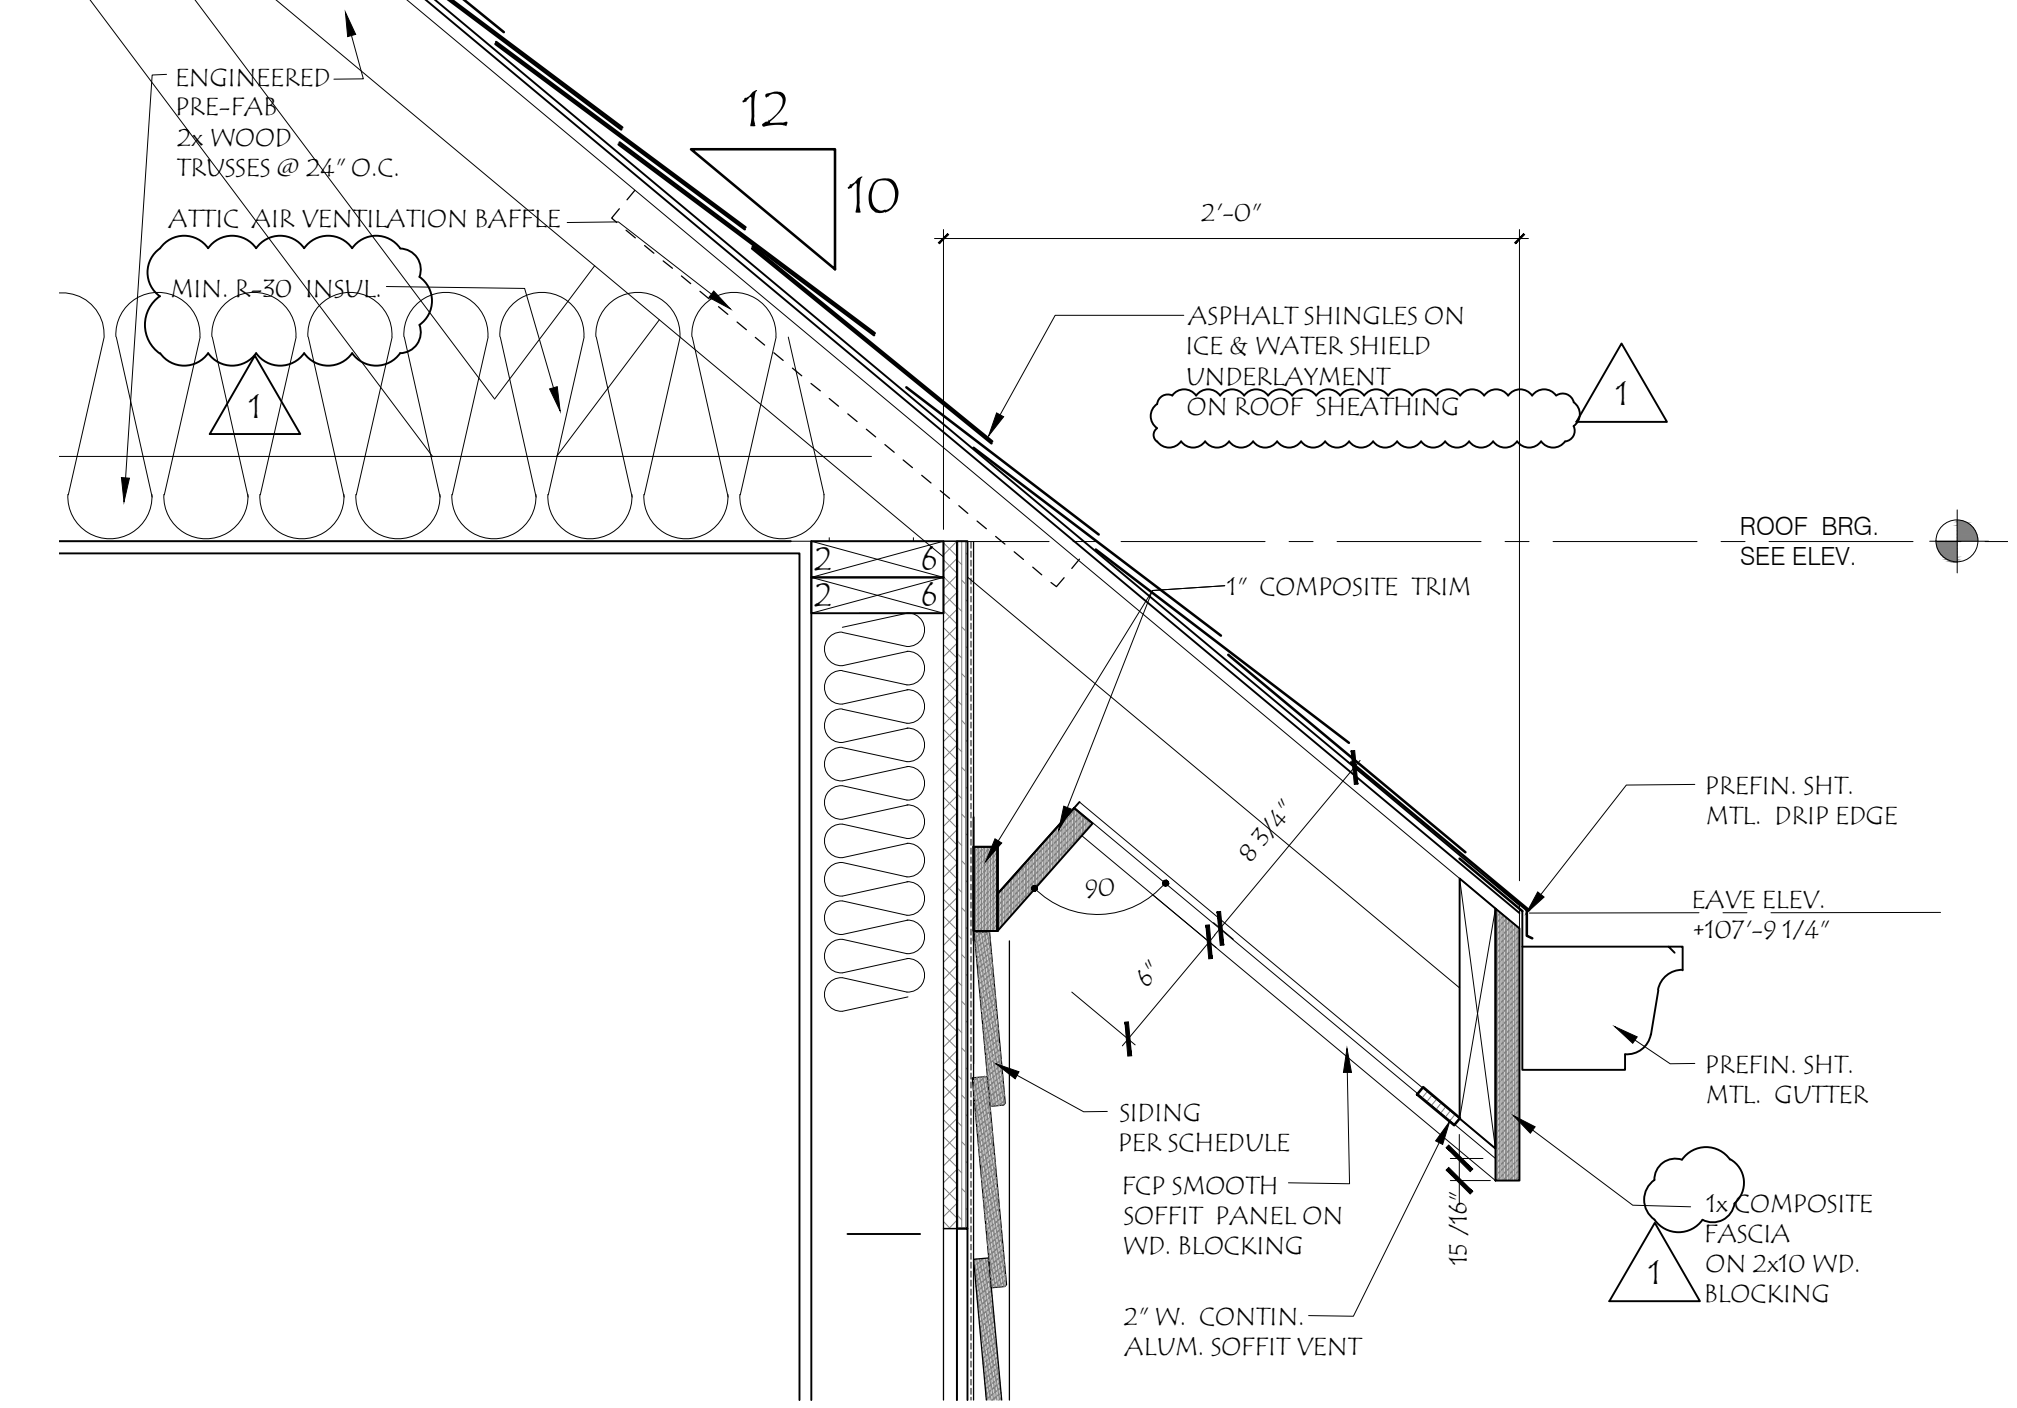 ENGINEERED
PRE-FAB
2x WOOD
TRUSSES @ 24" O.C.
ATTIC AIR VENTILATION BAFFLE
MIN. R-30 INSUL.
1
12
10
2'-0"
ASPHALT SHINGLES ON
ICE & WATER SHIELD
UNDERLAYMENT
ON ROOF SHEATHING
1
ROOF BRG.
SEE ELEV.
2 6
2 6
1" COMPOSITE TRIM
8 3/4"
90
6"
PREFIN. SHT.
MTL. DRIP EDGE
EAVE ELEV.
+107'-9 1/4"
PREFIN. SHT.
MTL. GUTTER
SIDING
PER SCHEDULE
FCP SMOOTH
SOFFIT PANEL ON
WD. BLOCKING
15/16"
2" W. CONTIN.
ALUM. SOFFIT VENT
1x COMPOSITE
FASCIA
ON 2x10 WD.
BLOCKING
1